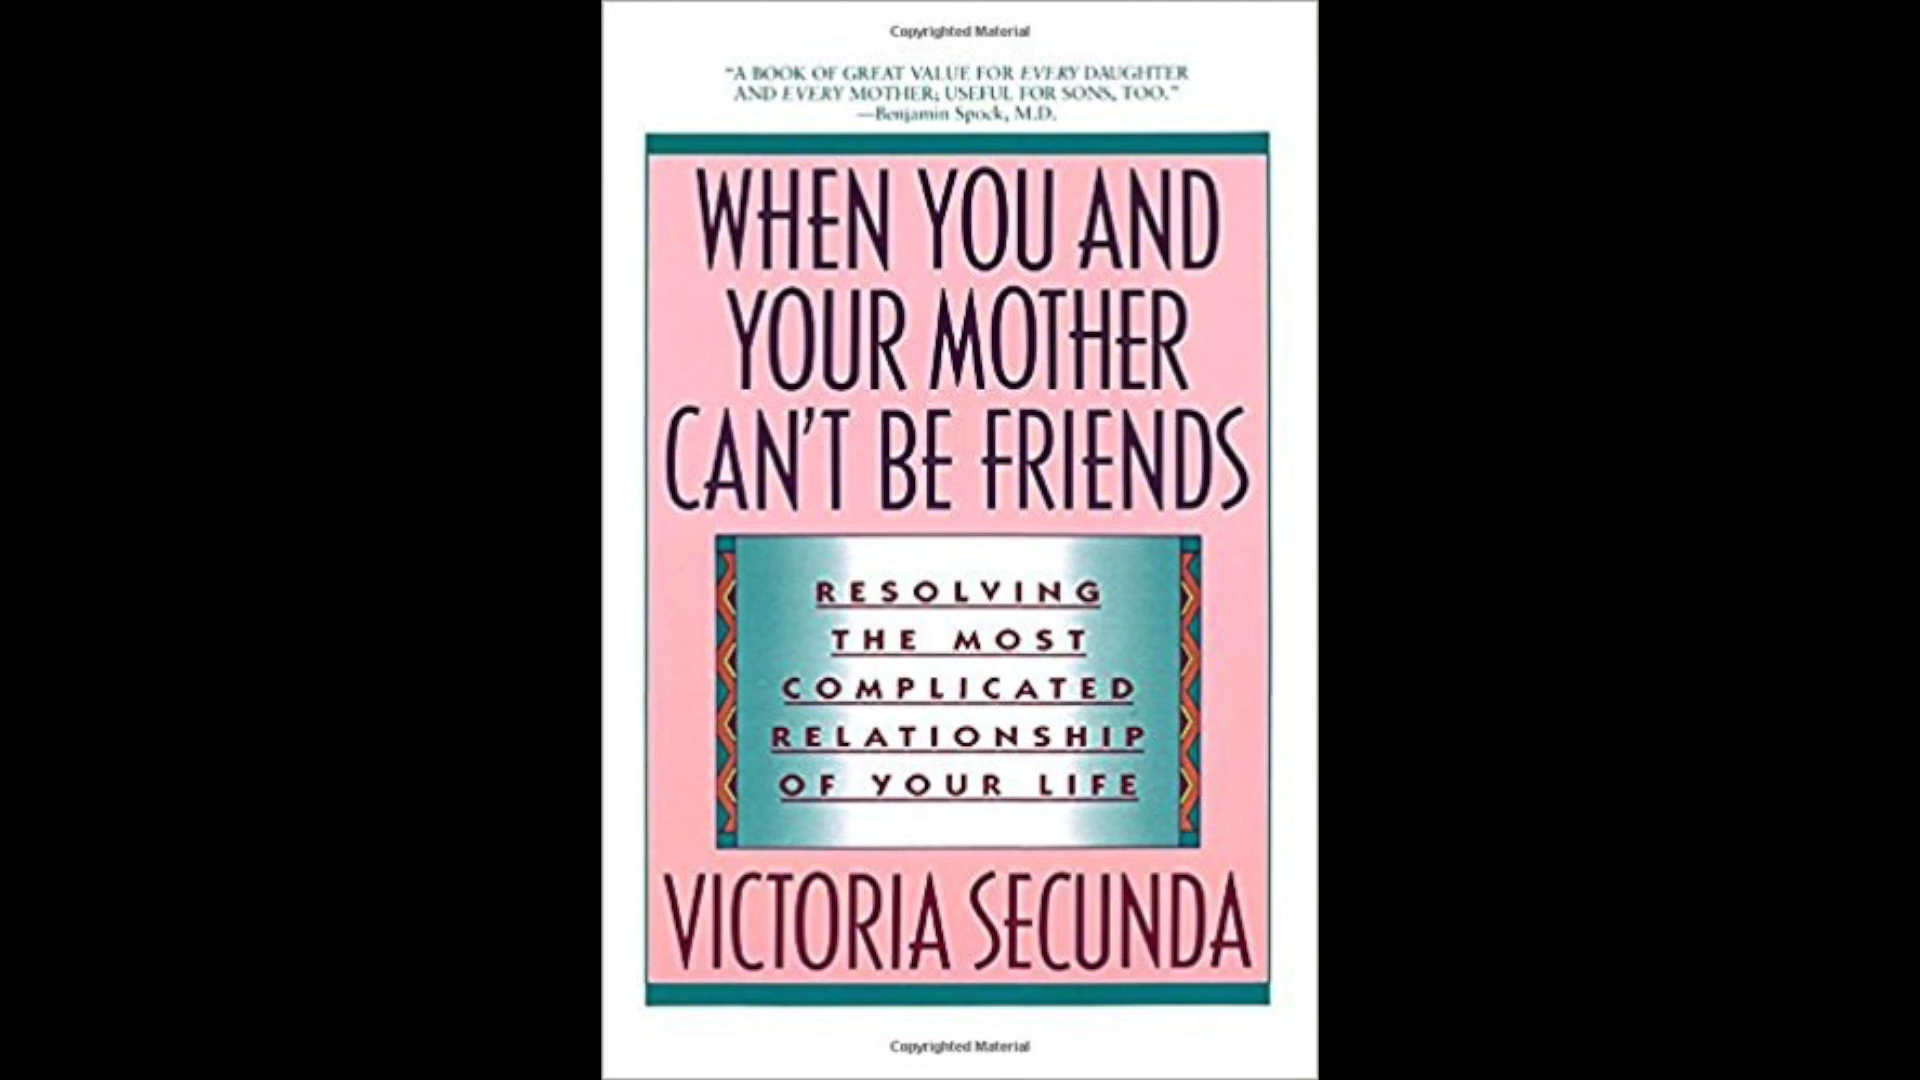 Copyrighted Material
"A BOOK OF GREAT VALUE FOR EVERY DAUGHTER
AND EVERY MOTHER; USEFUL FOR SONS, TOO."
—Benjamin Spock, M.D.
WHEN YOU AND
YOUR MOTHER
CAN'T BE FRIENDS
RESOLVING
THE MOST
COMPLICATED
RELATIONSHIP
OF YOUR LIFE
VICTORIA SECUNDA
Copyrighted Material